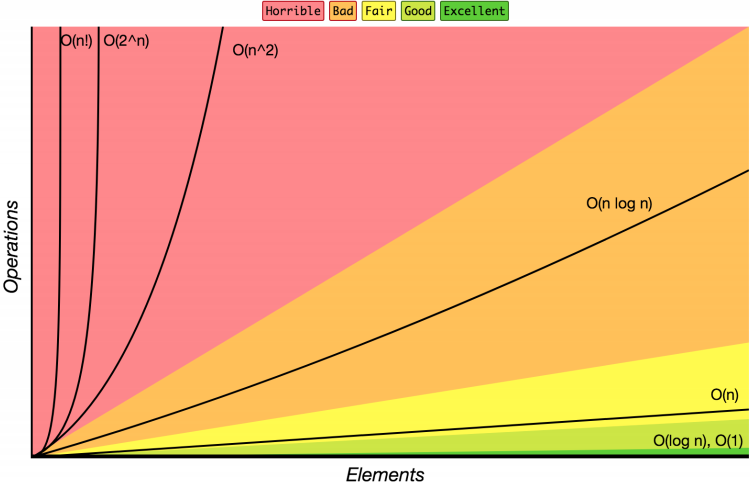 Horrible Bad Fair Good Excellent
O(n!) O(2^n) O(n^2)
O(n log n)
O(n)
O(log n), O(1)
Operations
Elements